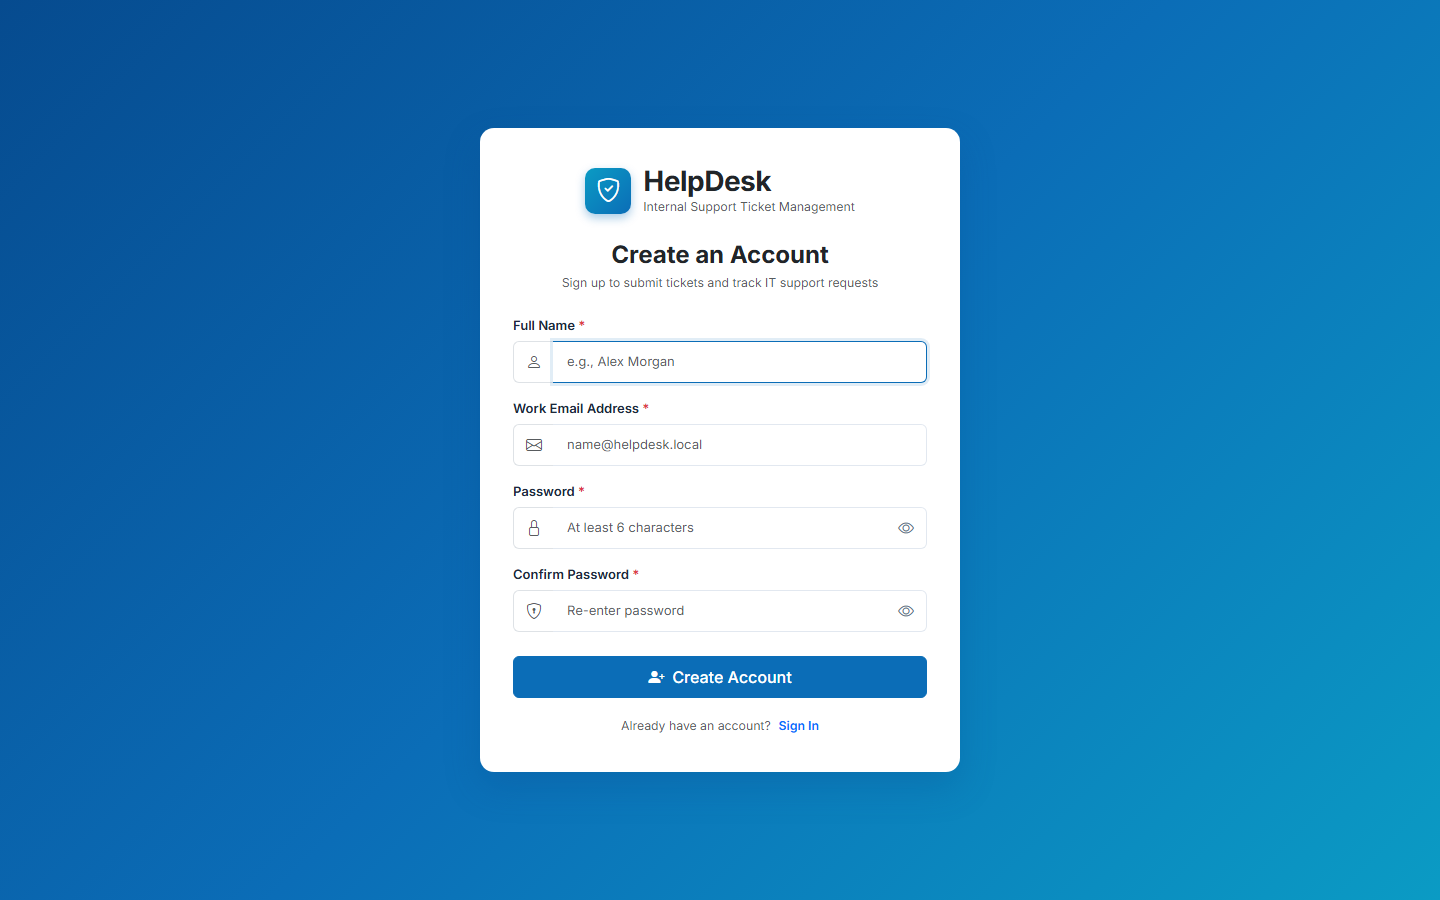 HelpDesk
Internal Support Ticket Management
Create an Account
Sign up to submit tickets and track IT support requests
Full Name *
e.g., Alex Morgan
Work Email Address *
name@helpdesk.local
Password *
At least 6 characters
Confirm Password *
Re-enter password
Create Account
Already have an account? Sign In